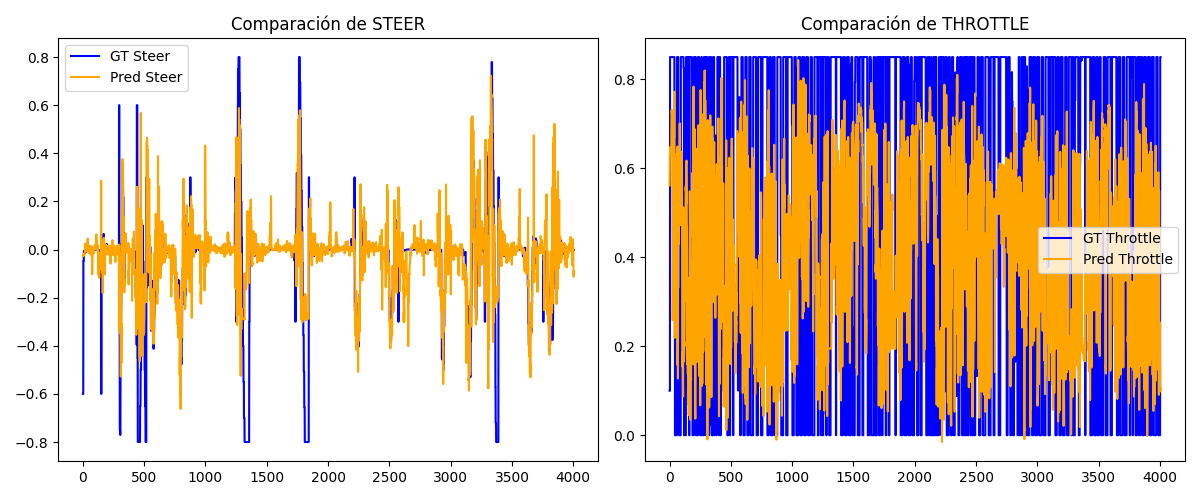 Comparación de STEER
GT Steer
Pred Steer
0.8
0.6
0.4
0.2
0.0
−0.2
−0.4
−0.6
−0.8
0 500 1000 1500 2000 2500 3000 3500 4000
Comparación de THROTTLE
GT Throttle
Pred Throttle
0.8
0.6
0.4
0.2
0.0
0 500 1000 1500 2000 2500 3000 3500 4000